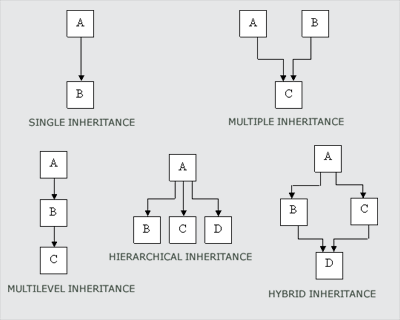 A
B
SINGLE INHERITANCE
A B
C
MULTIPLE INHERITANCE
A
B
C
MULTILEVEL INHERITANCE
A
B C D
HIERARCHICAL INHERITANCE
A
B C
D
HYBRID INHERITANCE